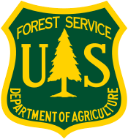 FOREST SERVICE
U S
DEPARTMENT OF AGRICULTURE